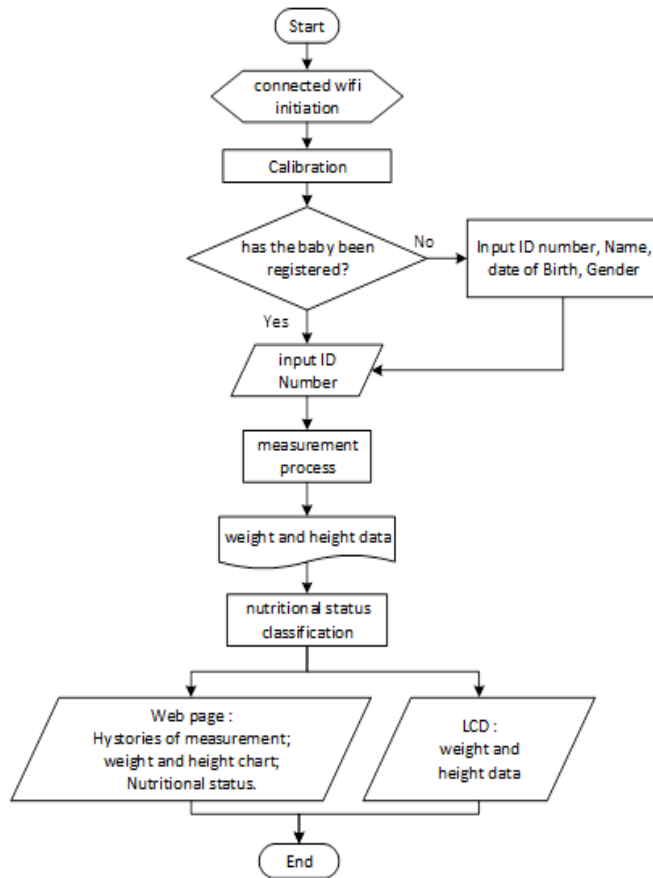 Start
connected wifi
initiation
Calibration
has the baby been
registered?
No
Input ID number, Name,
date of Birth, Gender
Yes
input ID
Number
measurement
process
weight and height data
nutritional status
classification
Web page :
Hystories of measurement;
weight and height chart;
Nutritional status.
LCD :
weight and
height data
End